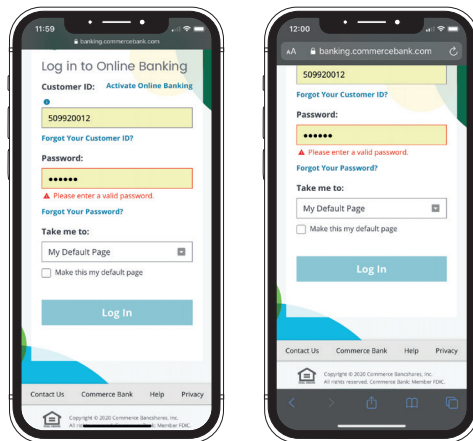 11:59
banking.commercebank.com
Log in to Online Banking
Customer ID: Activate Online Banking
509920012
Forgot Your Customer ID?
Password:
••••••
Please enter a valid password.
Forgot Your Password?
Take me to:
My Default Page
Make this my default page
Log In
Contact Us Commerce Bank Help Privacy
Copyright © 2020 Commerce Bancshares, Inc.
All rights reserved. Bank: Member FDIC.
12:00
AA banking.commercebank.com
509920012
Forgot Your Customer ID?
Password:
••••••
Please enter a valid password.
Forgot Your Password?
Take me to:
My Default Page
Make this my default page
Log In
Contact Us Commerce Bank Help Privacy
Copyright © 2020 Commerce Bancshares, Inc.
All rights reserved. Commerce Bank: Member FDIC.